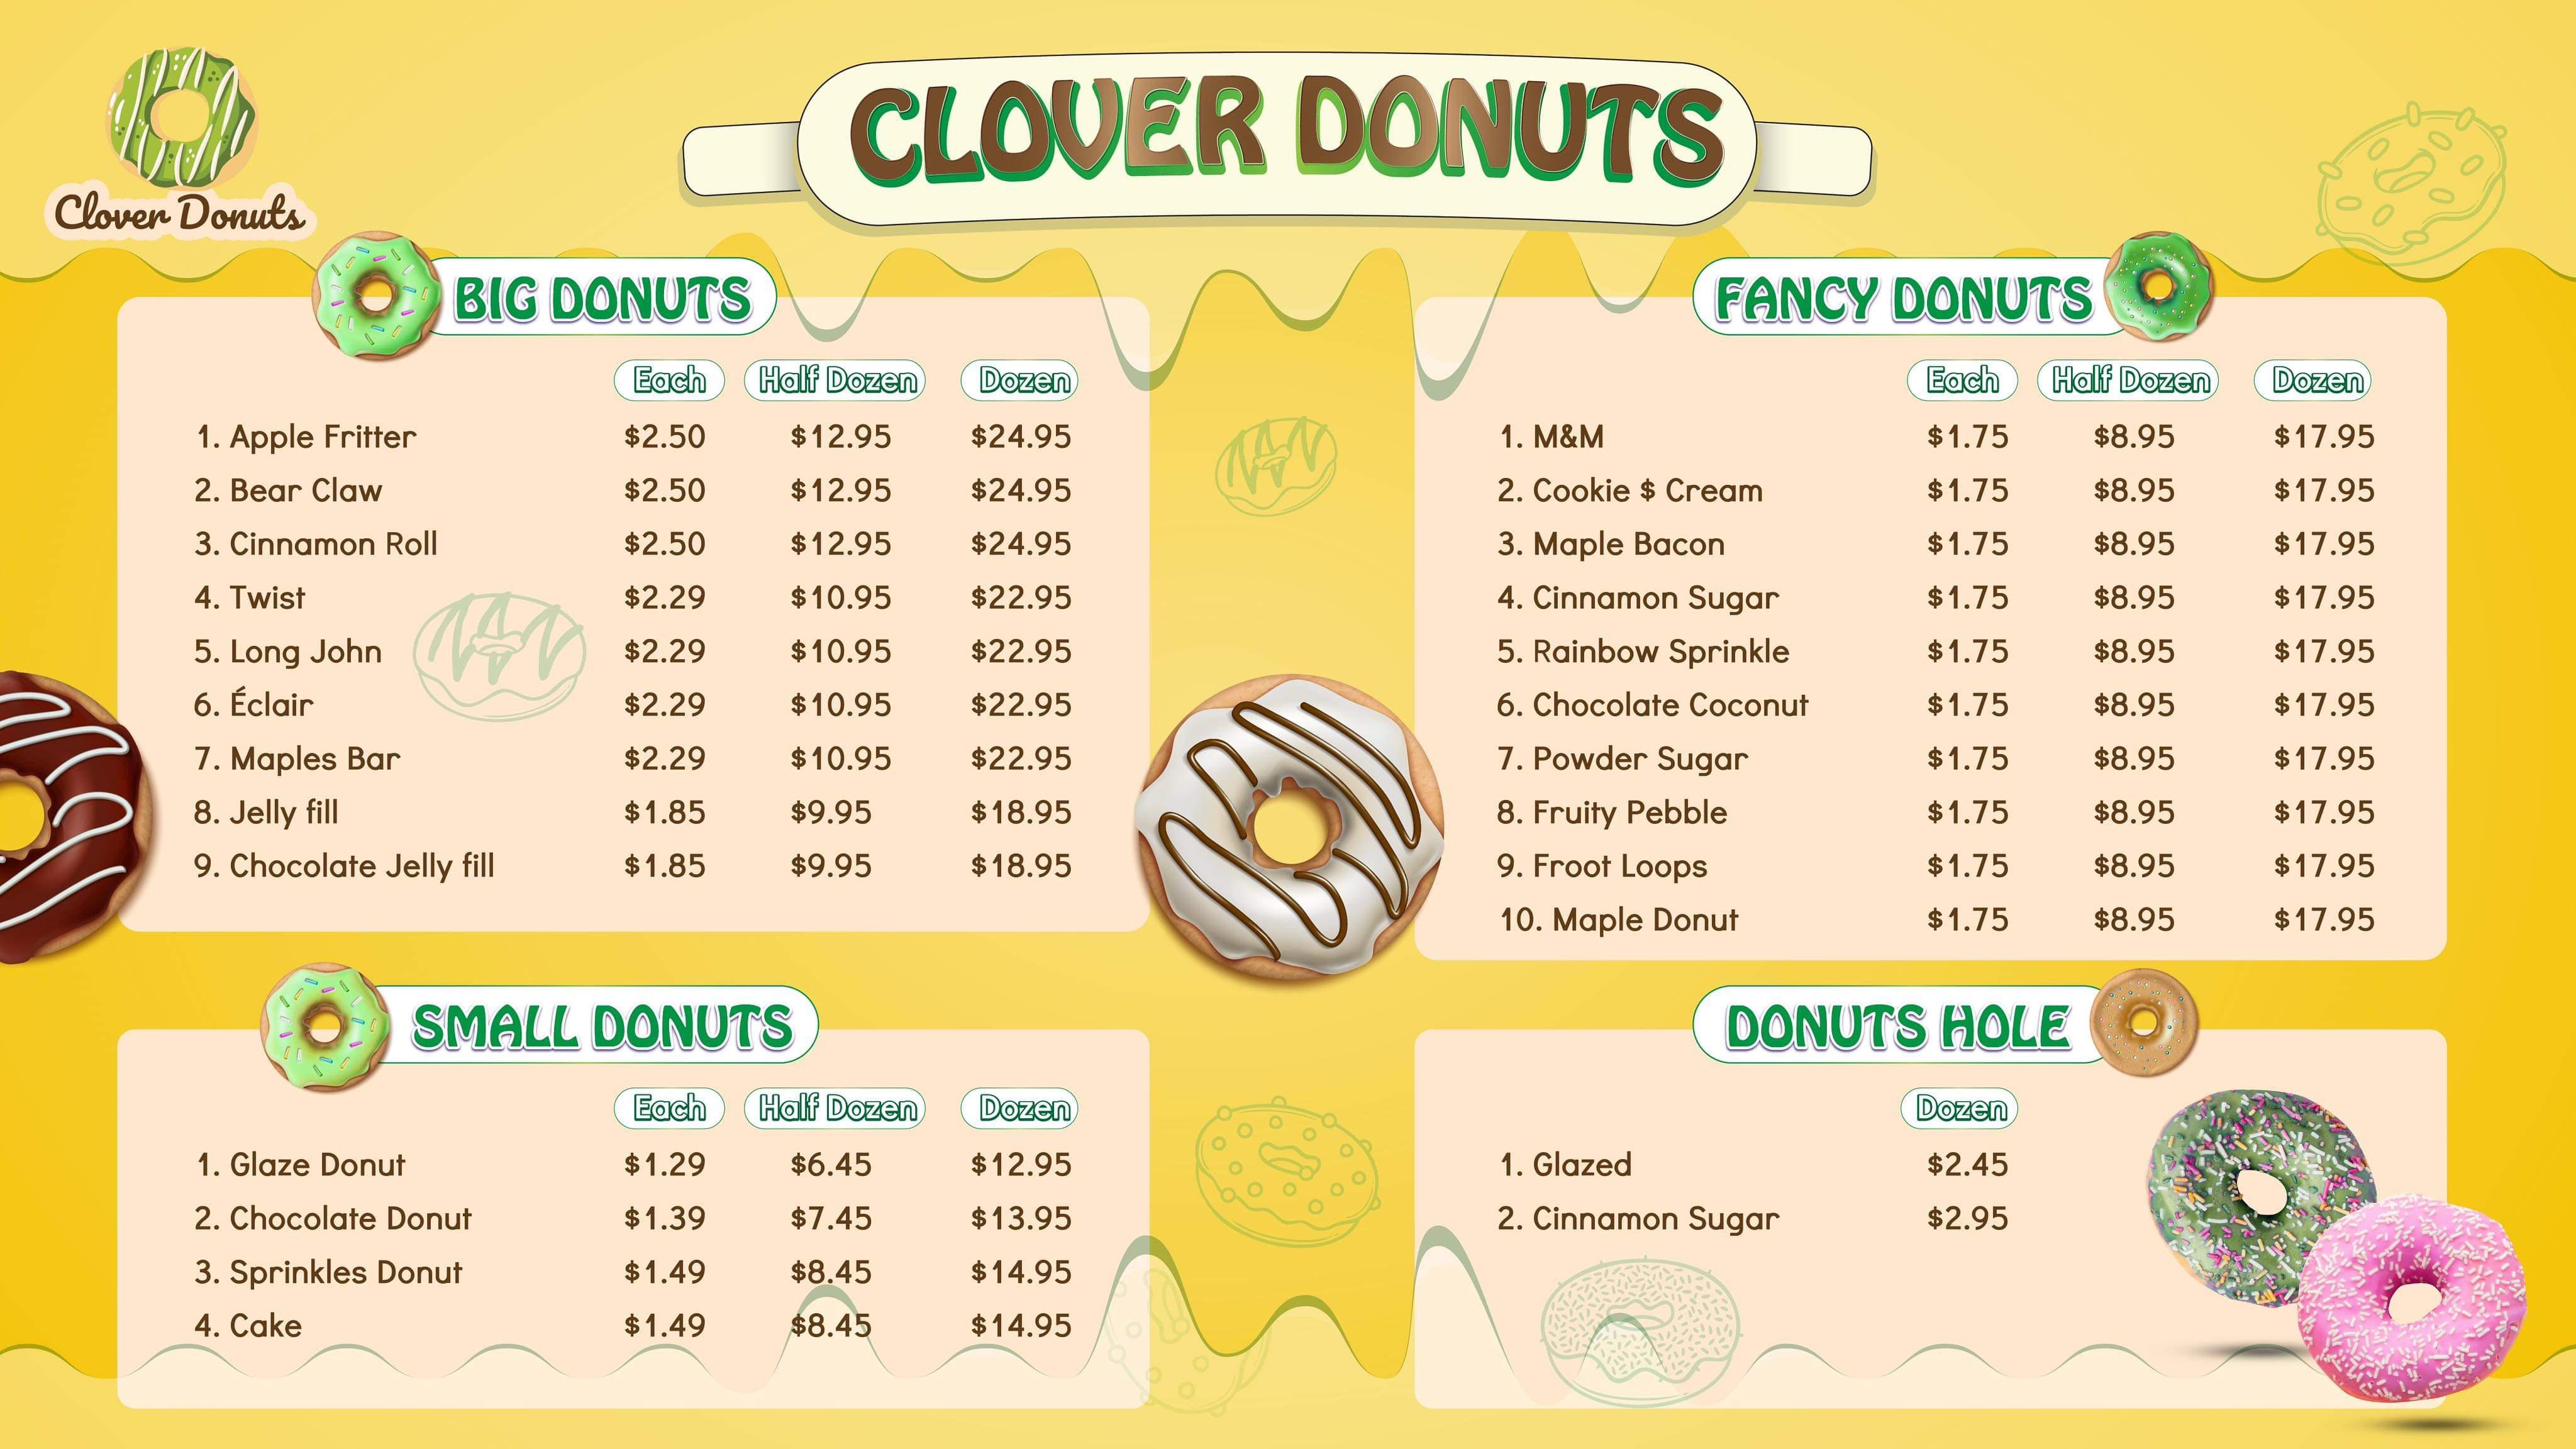 Clover Donuts
CLOVER DONUTS
BIG DONUTS
Each Half Dozen Dozen
1. Apple Fritter $2.50 $12.95 $24.95
2. Bear Claw $2.50 $12.95 $24.95
3. Cinnamon Roll $2.50 $12.95 $24.95
4. Twist $2.29 $10.95 $22.95
5. Long John $2.29 $10.95 $22.95
6. Éclair $2.29 $10.95 $22.95
7. Maples Bar $2.29 $10.95 $22.95
8. Jelly fill $1.85 $9.95 $18.95
9. Chocolate Jelly fill $1.85 $9.95 $18.95
SMALL DONUTS
Each Half Dozen Dozen
1. Glaze Donut $1.29 $6.45 $12.95
2. Chocolate Donut $1.39 $7.45 $13.95
3. Sprinkles Donut $1.49 $8.45 $14.95
4. Cake $1.49 $8.45 $14.95
FANCY DONUTS
Each Half Dozen Dozen
1. M&M $1.75 $8.95 $17.95
2. Cookie $ Cream $1.75 $8.95 $17.95
3. Maple Bacon $1.75 $8.95 $17.95
4. Cinnamon Sugar $1.75 $8.95 $17.95
5. Rainbow Sprinkle $1.75 $8.95 $17.95
6. Chocolate Coconut $1.75 $8.95 $17.95
7. Powder Sugar $1.75 $8.95 $17.95
8. Fruity Pebble $1.75 $8.95 $17.95
9. Froot Loops $1.75 $8.95 $17.95
10. Maple Donut $1.75 $8.95 $17.95
DONUTS HOLE
Dozen
1. Glazed $2.45
2. Cinnamon Sugar $2.95